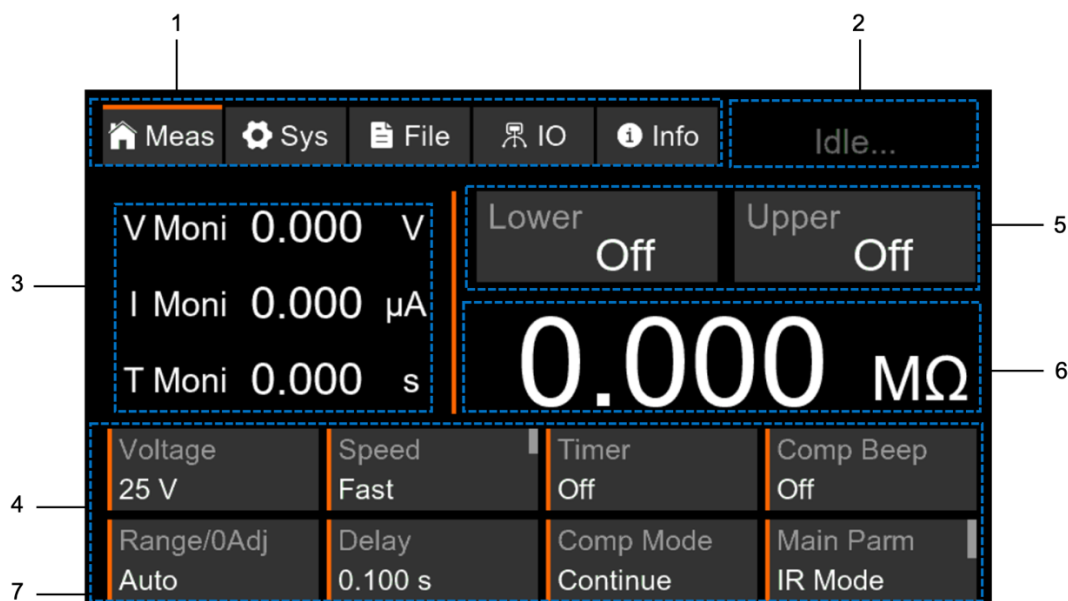 1 2
Meas Sys File IO Info Idle...
Lower Upper
Off Off
V Moni 0.000 V
I Moni 0.000 µA
T Moni 0.000 s
0.000 MΩ
3
5
6
Voltage Speed Timer Comp Beep
25 V Fast Off Off
4
Range/0Adj Delay Comp Mode Main Parm
Auto 0.100 s Continue IR Mode
7